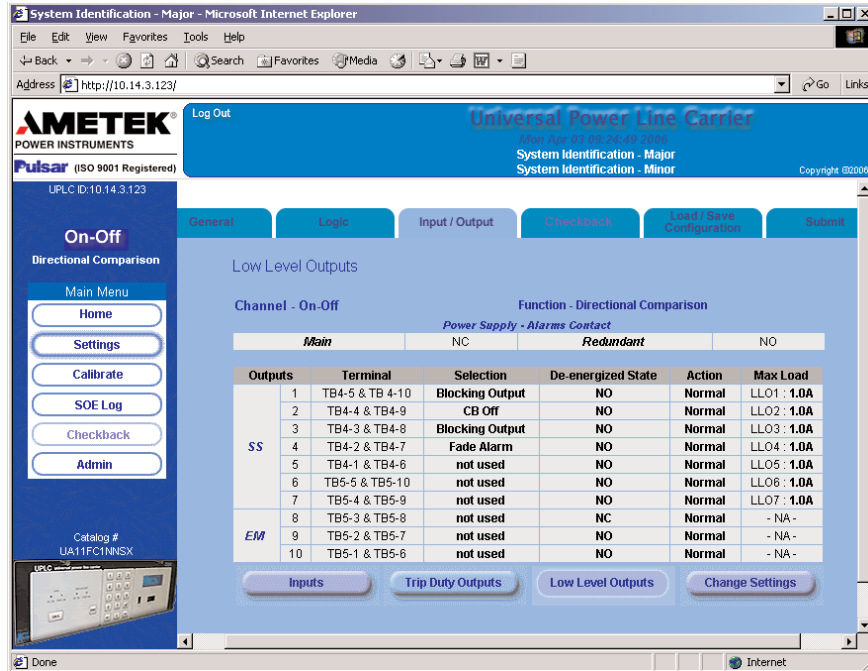 System Identification - Major - Microsoft Internet Explorer
File Edit View Favorites Tools Help
Back Search Favorites Media
Address http://10.14.3.123/ Go Links
AMETEK®
POWER INSTRUMENTS
Pulsar (ISO 9001 Registered)
Log Out
Universal Power Line Carrier
Mon Apr 03 09:24:49 2006
System Identification - Major
System Identification - Minor
Copyright ©2006
UPLC ID:10.14.3.123
On-Off
Directional Comparison
Main Menu
Home
Settings
Calibrate
SOE Log
Checkback
Admin
Catalog #
UA11FC1NNSX
UPLC
General Logic Input / Output Checkback Load / Save Configuration Submit
Low Level Outputs
Channel - On-Off Function - Directional Comparison
Power Supply - Alarms Contact
Main NC Redundant NO
Outputs Terminal Selection De-energized State Action Max Load
SS
1 TB4-5 & TB 4-10 Blocking Output NO Normal LLO1 : 1.0A
2 TB4-4 & TB4-9 CB Off NO Normal LLO2 : 1.0A
3 TB4-3 & TB4-8 Blocking Output NO Normal LLO3 : 1.0A
4 TB4-2 & TB4-7 Fade Alarm NO Normal LLO4 : 1.0A
5 TB4-1 & TB4-6 not used NO Normal LLO5 : 1.0A
6 TB5-5 & TB5-10 not used NO Normal LLO6 : 1.0A
7 TB5-4 & TB5-9 not used NO Normal LLO7 : 1.0A
EM
8 TB5-3 & TB5-8 not used NC Normal - NA -
9 TB5-2 & TB5-7 not used NO Normal - NA -
10 TB5-1 & TB5-6 not used NO Normal - NA -
Inputs Trip Duty Outputs Low Level Outputs Change Settings
Done Internet